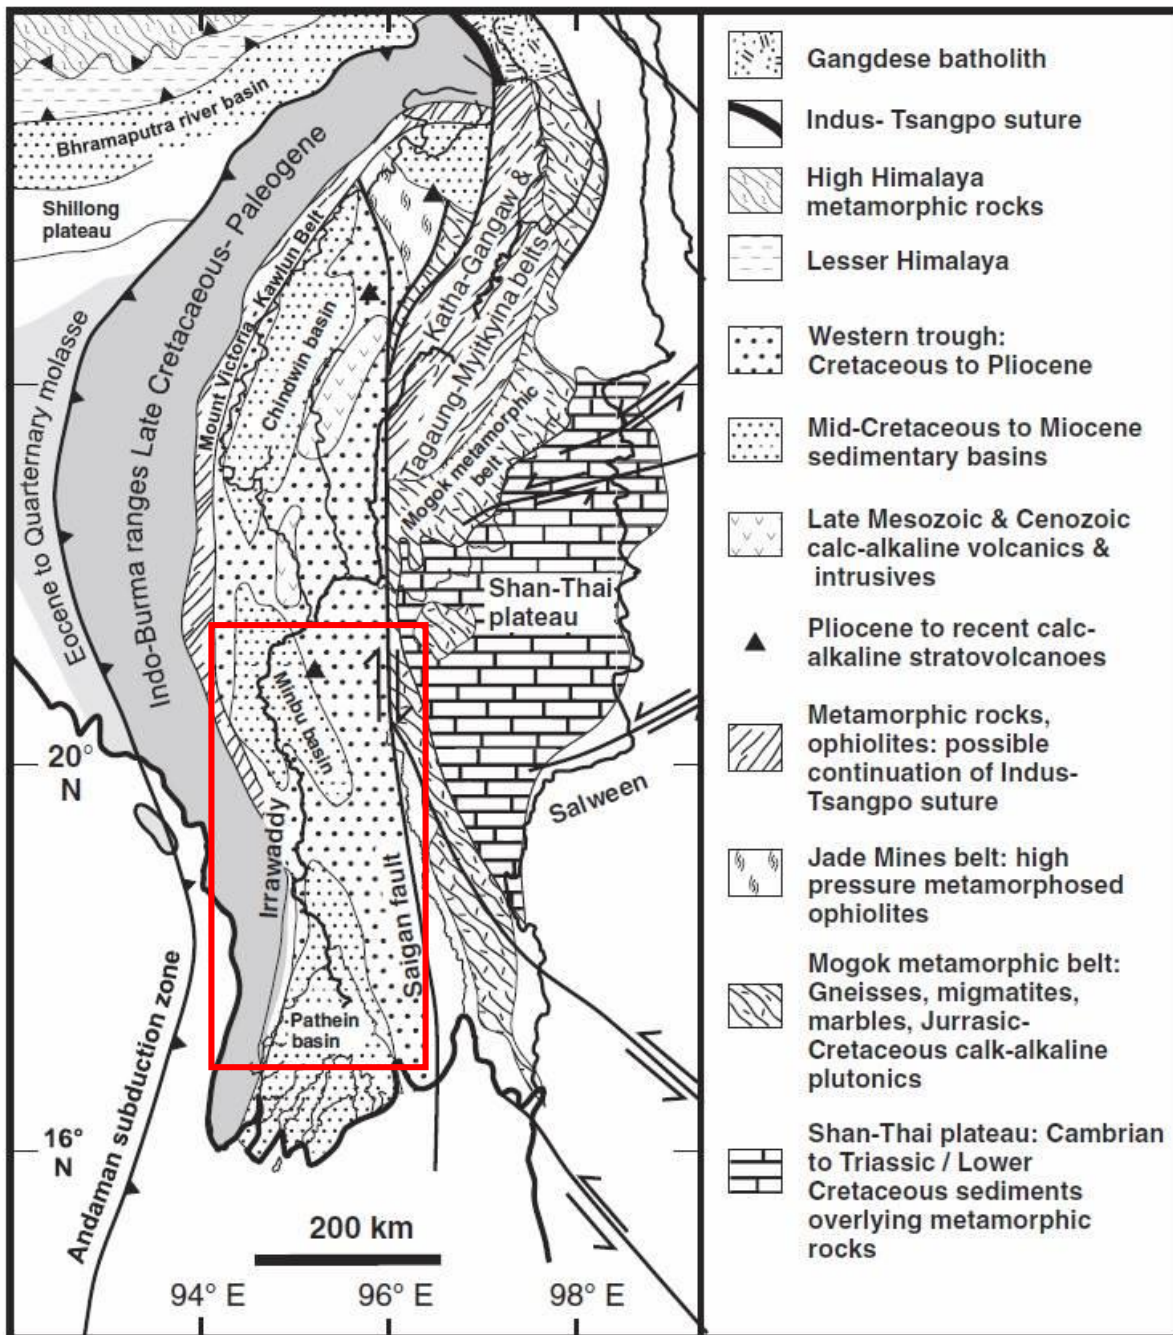 Bhramaputra river basin
Shillong
plateau
Eocene to Quarternary molasse
Indo-Burma ranges Late Cretacaeous- Paleogene
Mount Victoria - Kawlun Belt
Chindwin basin
Katha-Gangaw &
Tagaung-Myitkyina belts
Mogok metamorphic
belt
Shan-Thai
plateau
Minbu basin
20°
N
Irrawaddy
Saigan fault
Salween
Pathein
basin
Andaman subduction zone
16°
N
200 km
94° E
96° E
98° E
Gangdese batholith
Indus- Tsangpo suture
High Himalaya
metamorphic rocks
Lesser Himalaya
Western trough:
Cretaceous to Pliocene
Mid-Cretaceous to Miocene
sedimentary basins
Late Mesozoic & Cenozoic
calc-alkaline volcanics &
intrusives
Pliocene to recent calc-
alkaline stratovolcanoes
Metamorphic rocks,
ophiolites: possible
continuation of Indus-
Tsangpo suture
Jade Mines belt: high
pressure metamorphosed
ophiolites
Mogok metamorphic belt:
Gneisses, migmatites,
marbles, Jurrasic-
Cretaceous calk-alkaline
plutonics
Shan-Thai plateau: Cambrian
to Triassic / Lower
Cretaceous sediments
overlying metamorphic
rocks